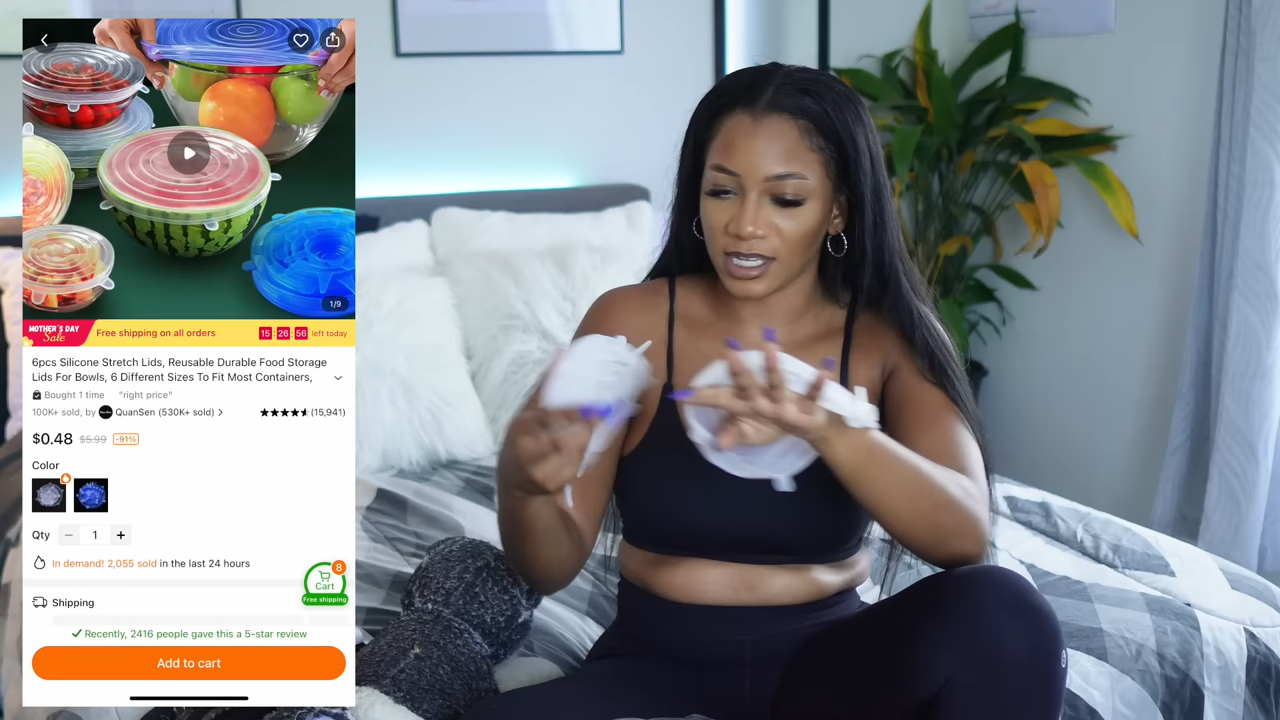 1/9
MOTHER'S DAY
Sale
Free shipping on all orders
15:26:56 left today
6pcs Silicone Stretch Lids, Reusable Durable Food Storage
Lids For Bowls, 6 Different Sizes To Fit Most Containers,
Bought 1 time "right price"
100K+ sold, by QuanSen (530K+ sold) (15,941)
$0.48 $5.99 -91%
Color
Qty - 1 +
In demand! 2,055 sold in the last 24 hours
8
Cart
Free shipping
Shipping
Recently, 2416 people gave this a 5-star review
Add to cart